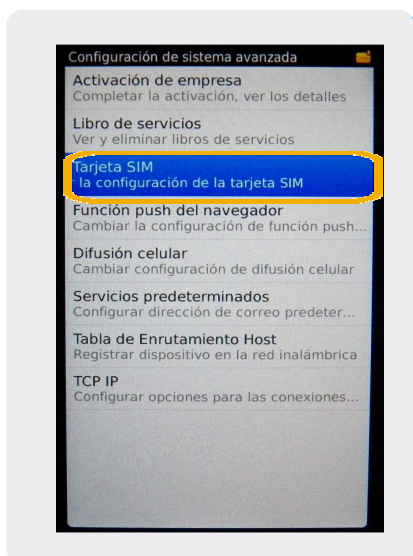 Configuración de sistema avanzada
Activación de empresa
Completar la activación, ver los detalles
Libro de servicios
Ver y eliminar libros de servicios
Tarjeta SIM
la configuración de la tarjeta SIM
Función push del navegador
Cambiar la configuración de función push...
Difusión celular
Cambiar configuración de difusión celular
Servicios predeterminados
Configurar dirección de correo predeter...
Tabla de Enrutamiento Host
Registrar dispositivo en la red inalámbrica
TCP IP
Configurar opciones para las conexiones...